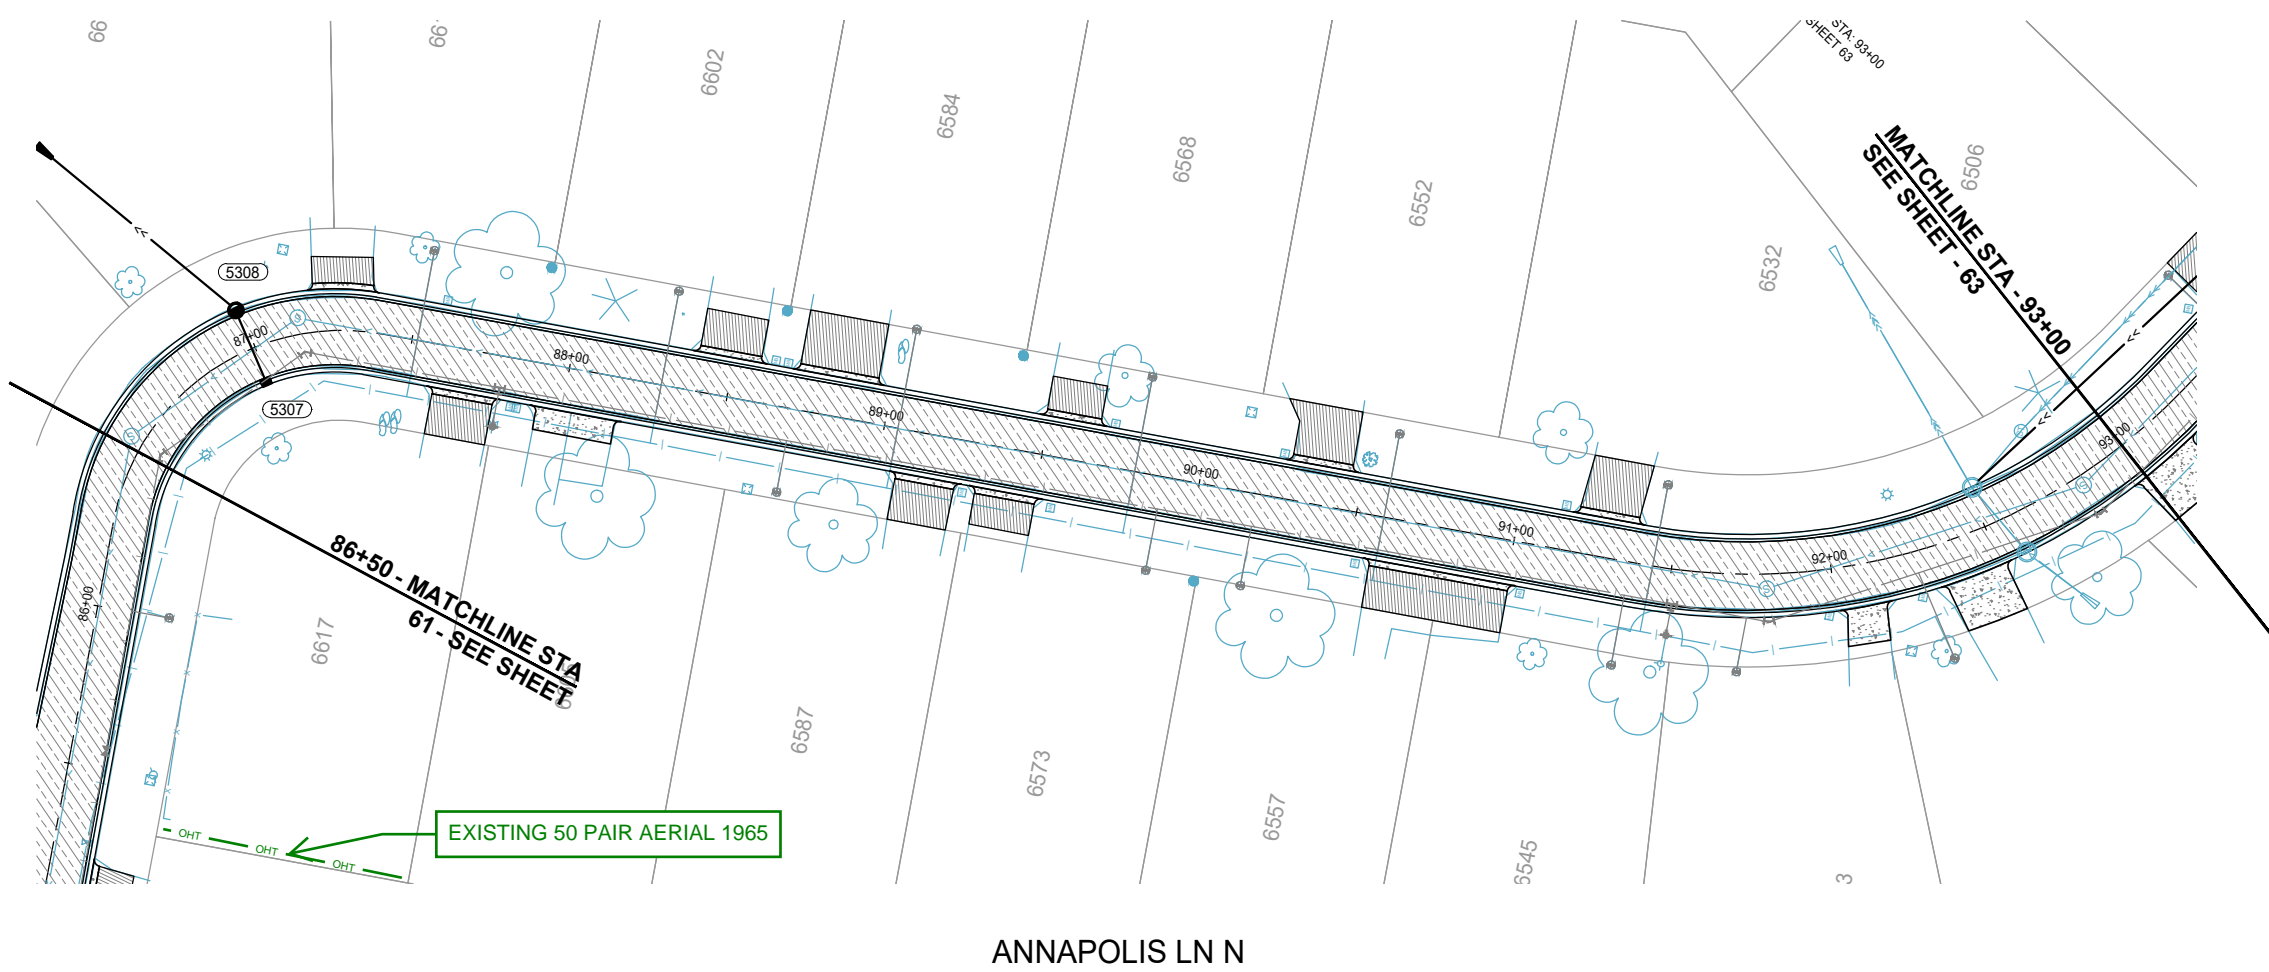 6602
6584
6568
6552
6532
6506
STA: 93+00
SHEET 63
MATCHLINE STA - 93+00
SEE SHEET - 63
5308
5307
87+00
88+00
89+00
90+00
91+00
92+00
93+00
86+00
86+50 - MATCHLINE STA
61 - SEE SHEET
6617
6587
6573
6557
6545
3
OHT
OHT
OHT
EXISTING 50 PAIR AERIAL 1965
ANNAPOLIS LN N